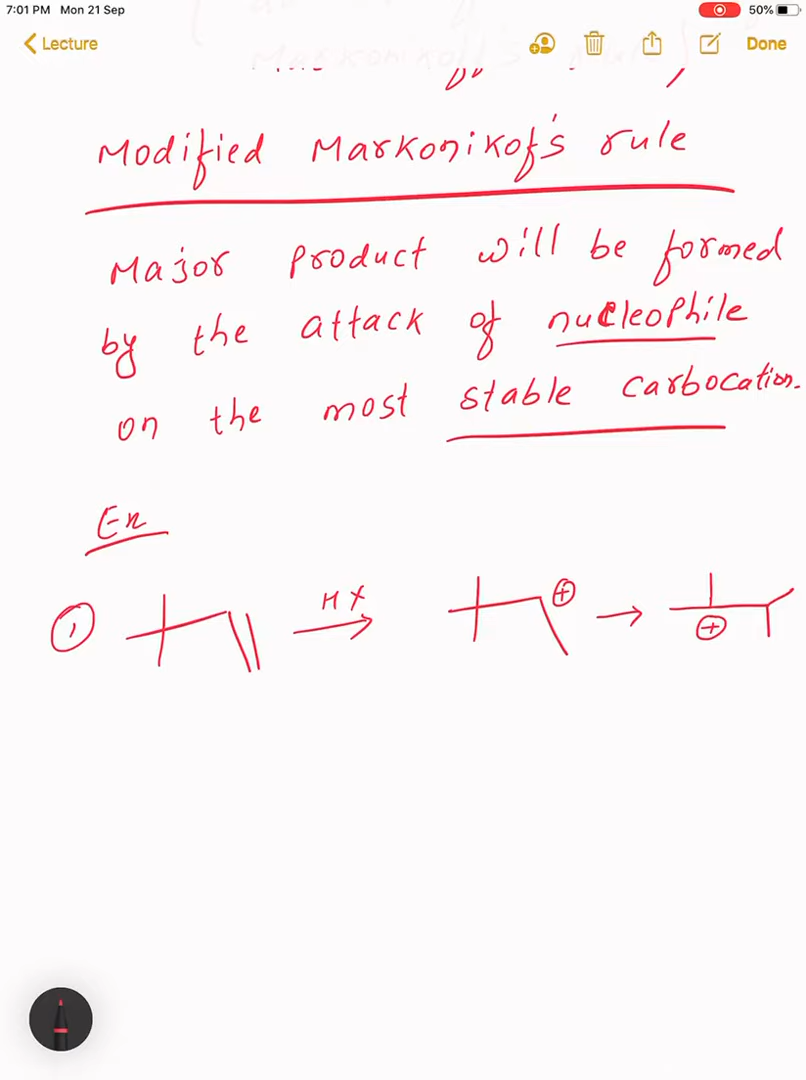 7:01 PM Mon 21 Sep 50%
Lecture Done
Modified Markonikof's rule
Major product will be formed
by the attack of nucleophile
on the most stable carbocation.
Ex
1 HX ⊕ → ⊕